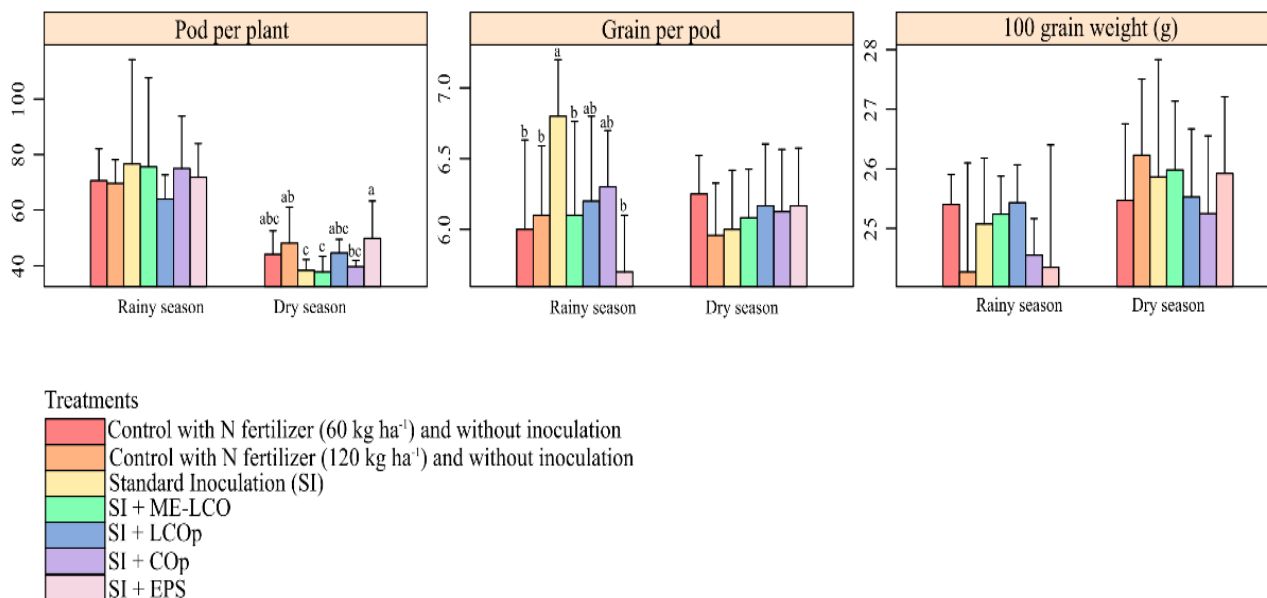 Pod per plant
Grain per pod
100 grain weight (g)
100
80
60
40
abc
ab
c
c
abc
bc
a
Rainy season
Dry season
7.0
6.5
6.0
b
b
a
b
ab
ab
b
Rainy season
Dry season
28
27
26
25
Rainy season
Dry season
Treatments
Control with N fertilizer (60 kg ha⁻¹) and without inoculation
Control with N fertilizer (120 kg ha⁻¹) and without inoculation
Standard Inoculation (SI)
SI + ME-LCO
SI + LCOp
SI + COp
SI + EPS